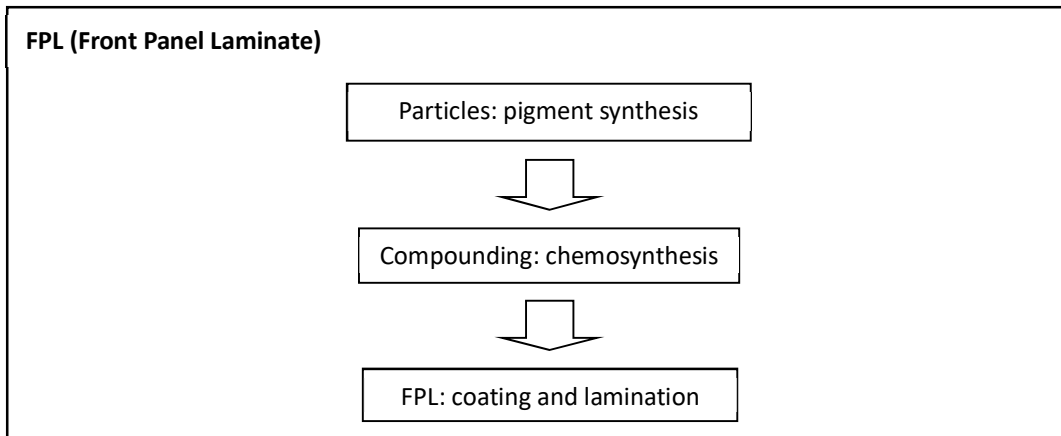 FPL (Front Panel Laminate)
Particles: pigment synthesis
Compounding: chemosynthesis
FPL: coating and lamination